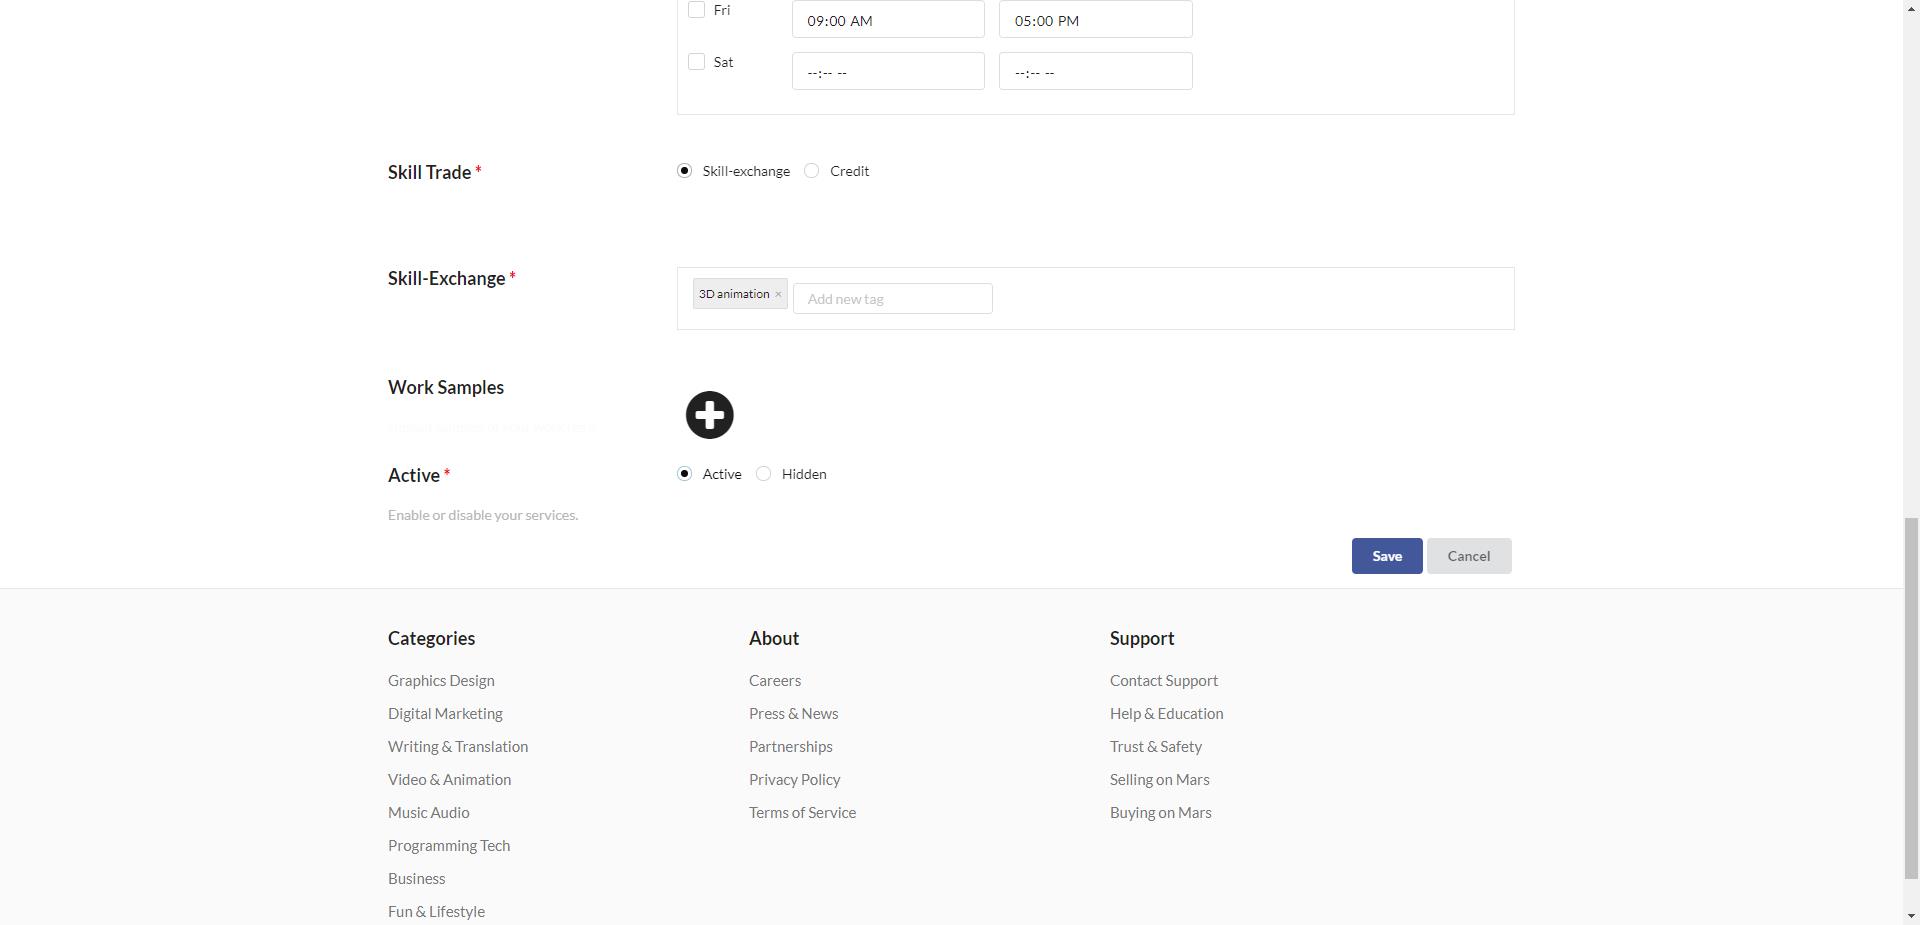 Fri 09:00 AM 05:00 PM
Sat --:-- -- --:-- --
Skill Trade * Skill-exchange Credit
Skill-Exchange * 3D animation × Add new tag
Work Samples
Active * Active Hidden
Enable or disable your services.
Save Cancel
Categories
Graphics Design
Digital Marketing
Writing & Translation
Video & Animation
Music Audio
Programming Tech
Business
Fun & Lifestyle
About
Careers
Press & News
Partnerships
Privacy Policy
Terms of Service
Support
Contact Support
Help & Education
Trust & Safety
Selling on Mars
Buying on Mars